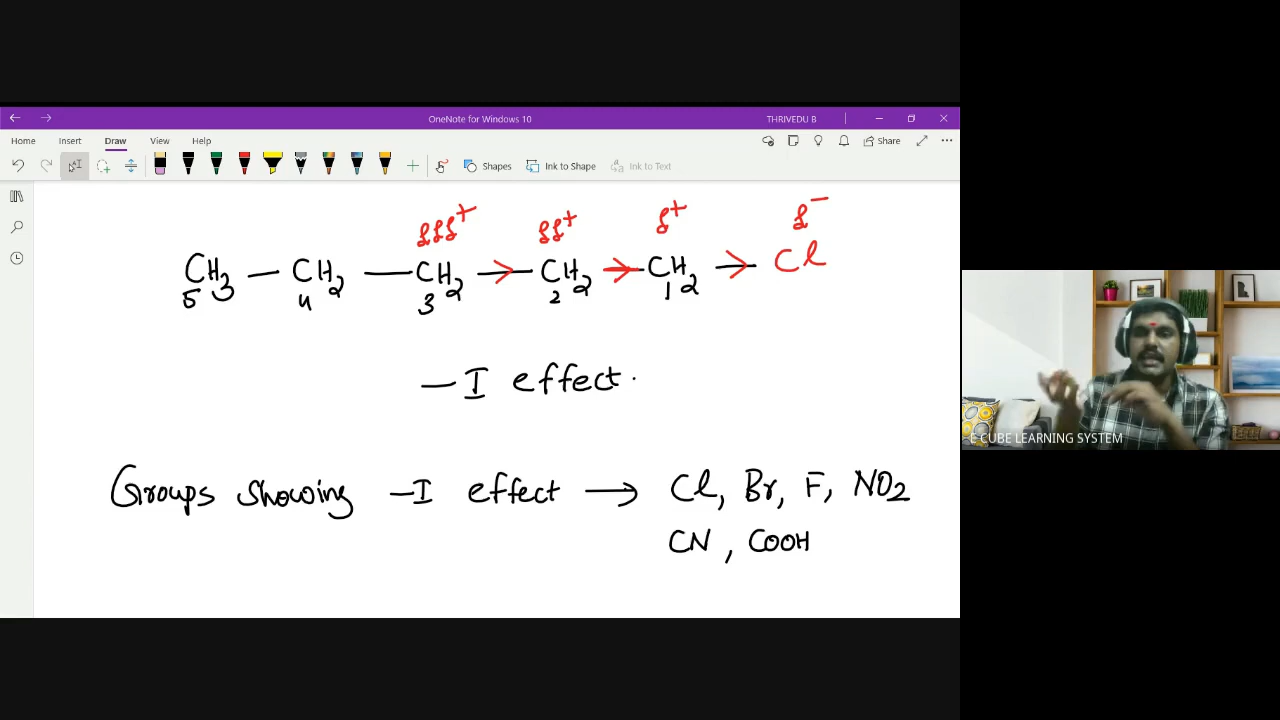 OneNote for Windows 10
THRIVEDU B
Home Insert Draw View Help
Share
Shapes Ink to Shape Ink to Text
δδδ+ δδ+ δ+ δ-
CH3 — CH2 — CH2 → CH2 → CH2 → Cl
5 4 3 2 1
– I effect.
Groups showing –I effect → Cl, Br, F, NO2
CN, COOH
E CUBE LEARNING SYSTEM